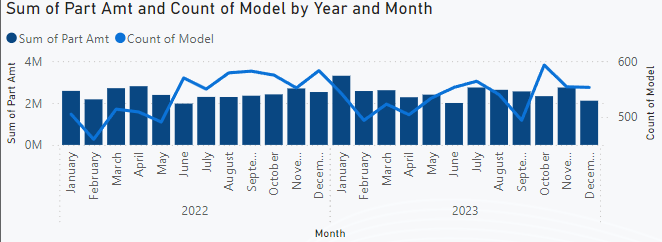 Sum of Part Amt and Count of Model by Year and Month
Sum of Part Amt Count of Model
Sum of Part Amt
4M
2M
0M
600
500
Count of Model
January February March April May June July August Septe... October Nove... Decem... January February March April May June July August Septe... October Nove... Decem...
2022 2023
Month